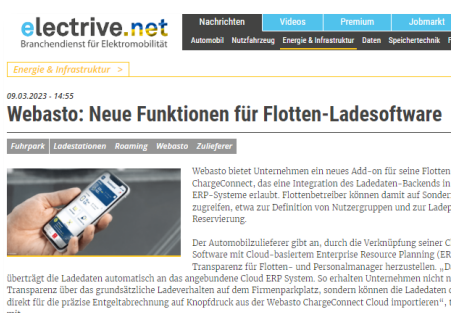 electrive.net
Branchendienst für Elektromobilität
Nachrichten Videos Premium Jobmarkt
Automobil Nutzfahrzeug Energie & Infrastruktur Daten Speichertechnik F
Energie & Infrastruktur >
09.03.2023 - 14:55
Webasto: Neue Funktionen für Flotten-Ladesoftware
Fuhrpark Ladestationen Roaming Webasto Zulieferer
Webasto bietet Unternehmen ein neues Add-on für seine Flotten
ChargeConnect, das eine Integration des Ladedaten-Backends in
ERP-Systeme erlaubt. Flottenbetreiber können damit auf Sonder
zugreifen, etwa zur Definition von Nutzergruppen und zur Ladep
Reservierung.
Der Automobilzulieferer gibt an, durch die Verknüpfung seiner C
Software mit Cloud-basiertem Enterprise Resource Planning (ER
Transparenz für Flotten- und Personalmanager herzustellen. „D
überträgt die Ladedaten automatisch an das angebundene Cloud ERP System. So erhalten Unternehmen nicht n
Transparenz über das grundsätzliche Ladeverhalten auf dem Firmenparkplatz, sondern können die Ladedaten
direkt für die präzise Entgeltabrechnung auf Knopfdruck aus der Webasto ChargeConnect Cloud importieren“, t